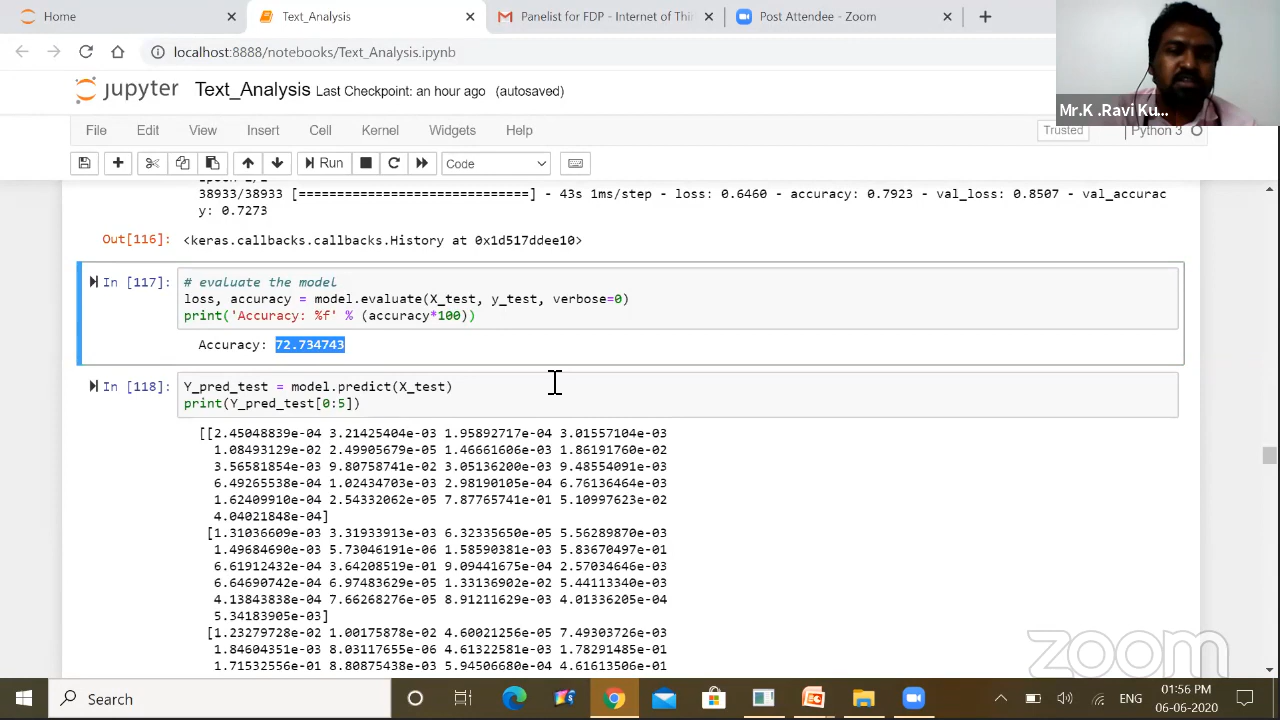 Home
Text_Analysis
Panelist for FDP - Internet of Thi
Post Attendee - Zoom
localhost:8888/notebooks/Text_Analysis.ipynb
Mr.K .Ravi Ku...
jupyter Text_Analysis Last Checkpoint: an hour ago (autosaved)
File Edit View Insert Cell Kernel Widgets Help
Trusted Python 3
Run Code
38933/38933 [==============================] - 43s 1ms/step - loss: 0.6460 - accuracy: 0.7923 - val_loss: 0.8507 - val_accurac
y: 0.7273
Out[116]: <keras.callbacks.callbacks.History at 0x1d517ddee10>
In [117]: # evaluate the model
loss, accuracy = model.evaluate(X_test, y_test, verbose=0)
print('Accuracy: %f' % (accuracy*100))
Accuracy: 72.734743
In [118]: Y_pred_test = model.predict(X_test)
print(Y_pred_test[0:5])
[[2.45048839e-04 3.21425404e-03 1.95892717e-04 3.01557104e-03
1.08493129e-02 2.49905679e-05 1.46661606e-03 1.86191760e-02
3.56581854e-03 9.80758741e-02 3.05136200e-03 9.48554091e-03
6.49265538e-04 1.02434703e-03 2.98190105e-04 6.76136464e-03
1.62409910e-04 2.54332062e-05 7.87765741e-01 5.10997623e-02
4.04021848e-04]
[1.31036609e-03 3.31933913e-03 6.32335650e-05 5.56289870e-03
1.49684690e-03 5.73046191e-06 1.58590381e-03 5.83670497e-01
6.61912432e-03 3.64208519e-01 9.09441675e-04 2.57034646e-03
6.64690742e-04 6.97483629e-05 1.33136902e-02 5.44113340e-03
4.13843838e-04 7.66268276e-05 8.91211629e-03 4.01336205e-04
5.34183905e-03]
[1.23279728e-02 1.00175878e-02 4.60021256e-05 7.49303726e-03
1.84604351e-03 8.03117655e-06 4.61322581e-03 1.78291485e-01
1.71532556e-01 8.80875438e-03 5.94506680e-04 4.61613506e-01
zoom
Search
ENG
01:56 PM
06-06-2020